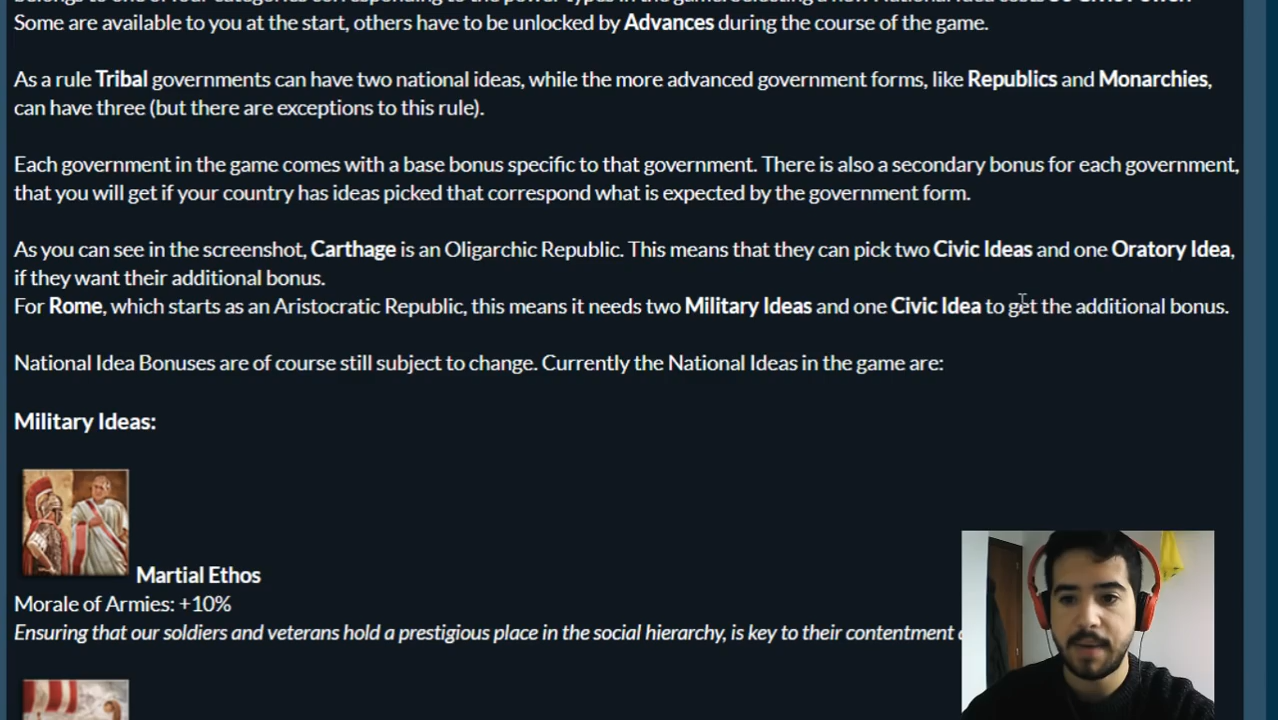 Some are available to you at the start, others have to be unlocked by Advances during the course of the game.
As a rule Tribal governments can have two national ideas, while the more advanced government forms, like Republics and Monarchies,
can have three (but there are exceptions to this rule).
Each government in the game comes with a base bonus specific to that government. There is also a secondary bonus for each government,
that you will get if your country has ideas picked that correspond what is expected by the government form.
As you can see in the screenshot, Carthage is an Oligarchic Republic. This means that they can pick two Civic Ideas and one Oratory Idea,
if they want their additional bonus.
For Rome, which starts as an Aristocratic Republic, this means it needs two Military Ideas and one Civic Idea to get the additional bonus.
National Idea Bonuses are of course still subject to change. Currently the National Ideas in the game are:
Military Ideas:
Martial Ethos
Morale of Armies: +10%
Ensuring that our soldiers and veterans hold a prestigious place in the social hierarchy, is key to their contentment